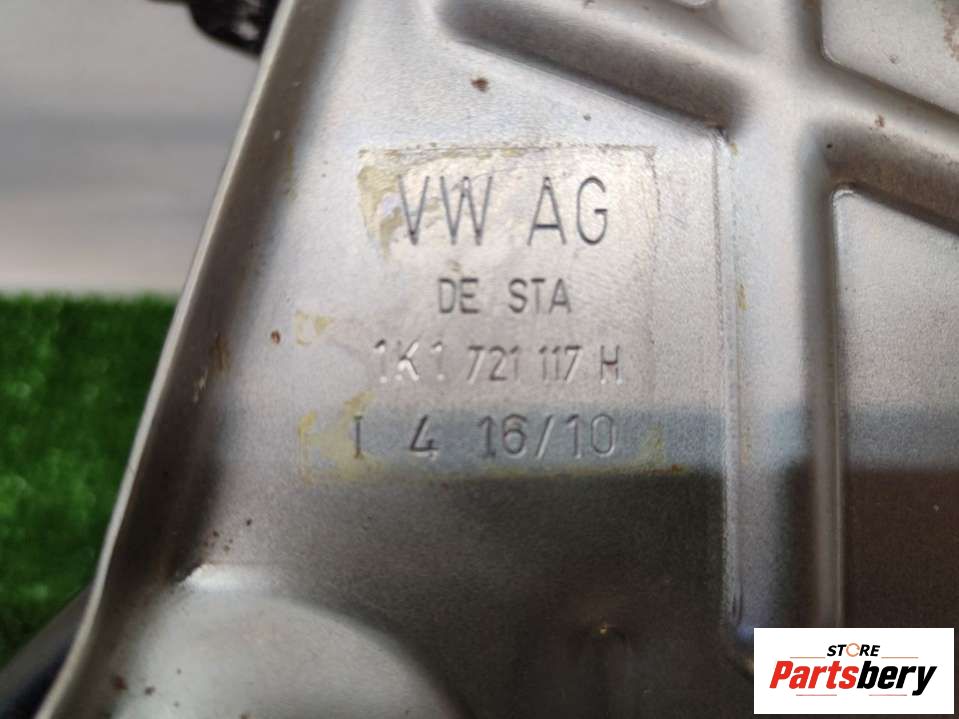 VW AG
DE STA
1K1 721 117 H
I 4 16/10
STORE
Partsbery